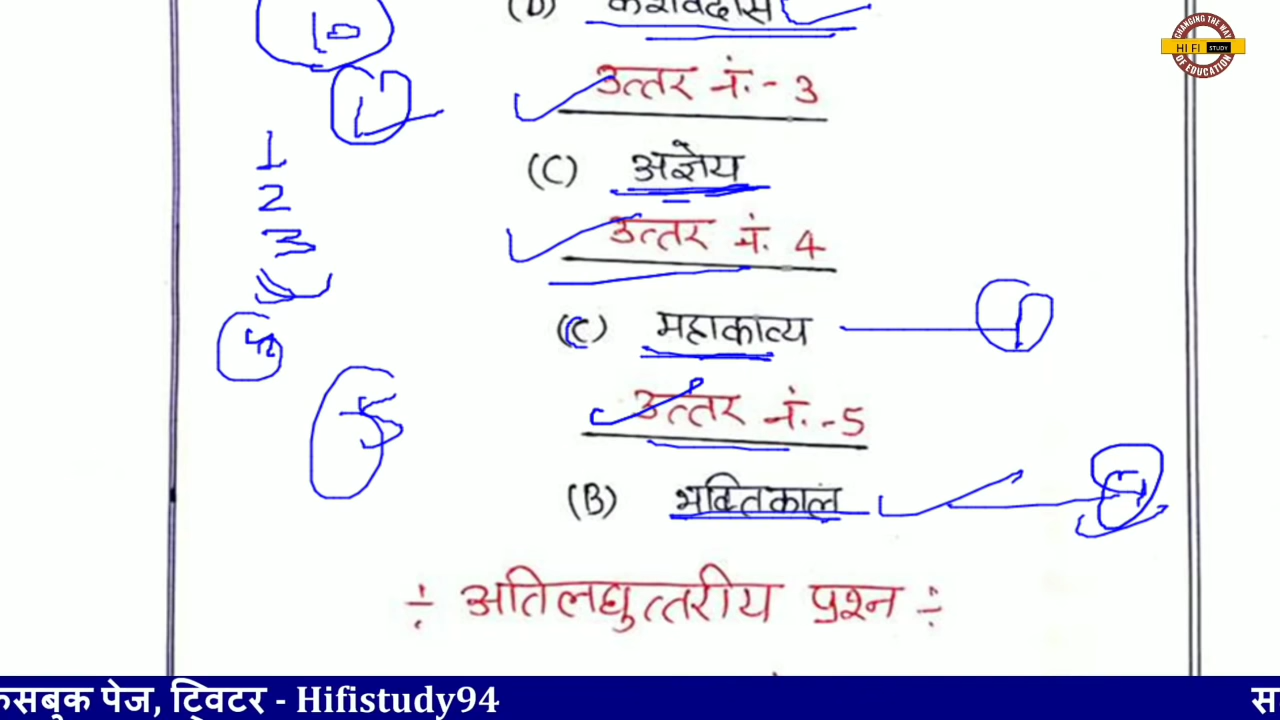 (D) केशवदास
10
उत्तर नं.- 3
1
(C) अज्ञेय
2
उत्तर नं. 4
3
(C) महाकाव्य
उत्तर नं.-5
5
(B) भक्तिकाल
÷ अतिलघुत्तरीय प्रश्न ÷
CHANGING THE WAY
HI FI STUDY
OF EDUCATION
फेसबुक पेज, ट्विटर - Hifistudy94